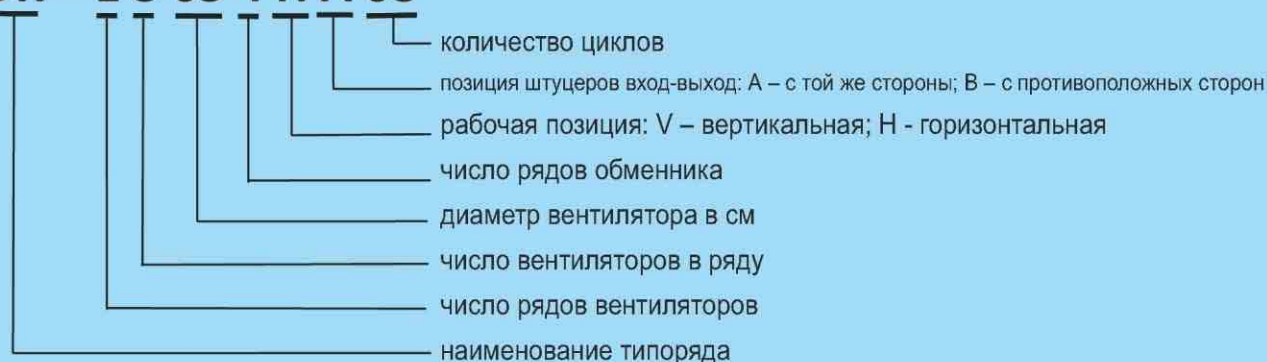 количество циклов
позиция штуцеров вход-выход: А – с той же стороны; В – с противоположных сторон
рабочая позиция: V – вертикальная; Н - горизонтальная
число рядов обменника
диаметр вентилятора в см
число вентиляторов в ряду
число рядов вентиляторов
наименование типоряда